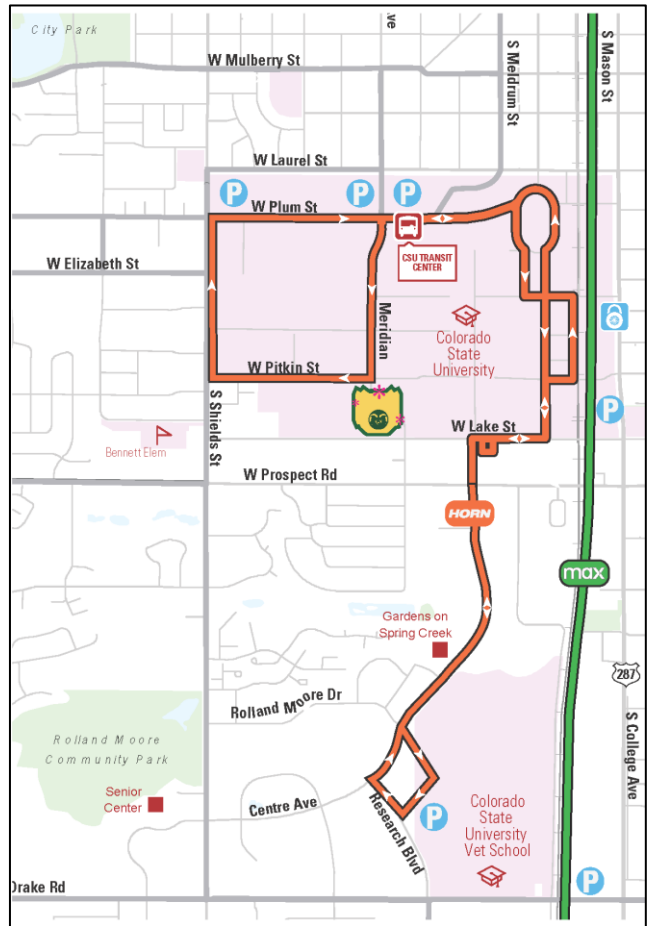 City Park
ve
W Mulberry St
S Meldrum St
S Mason St
W Laurel St
P
P
P
W Plum St
CSU TRANSIT
CENTER
W Elizabeth St
Meridian
Colorado
State
University
W Pitkin St
S Shields St
P
W Lake St
Bennett Elem
W Prospect Rd
HORN
max
Gardens on
Spring Creek
287
Rolland Moore Dr
S College Ave
Rolland Moore
Community Park
Senior
Center
Centre Ave
Research Blvd
P
Colorado
State
University
Vet School
P
Drake Rd